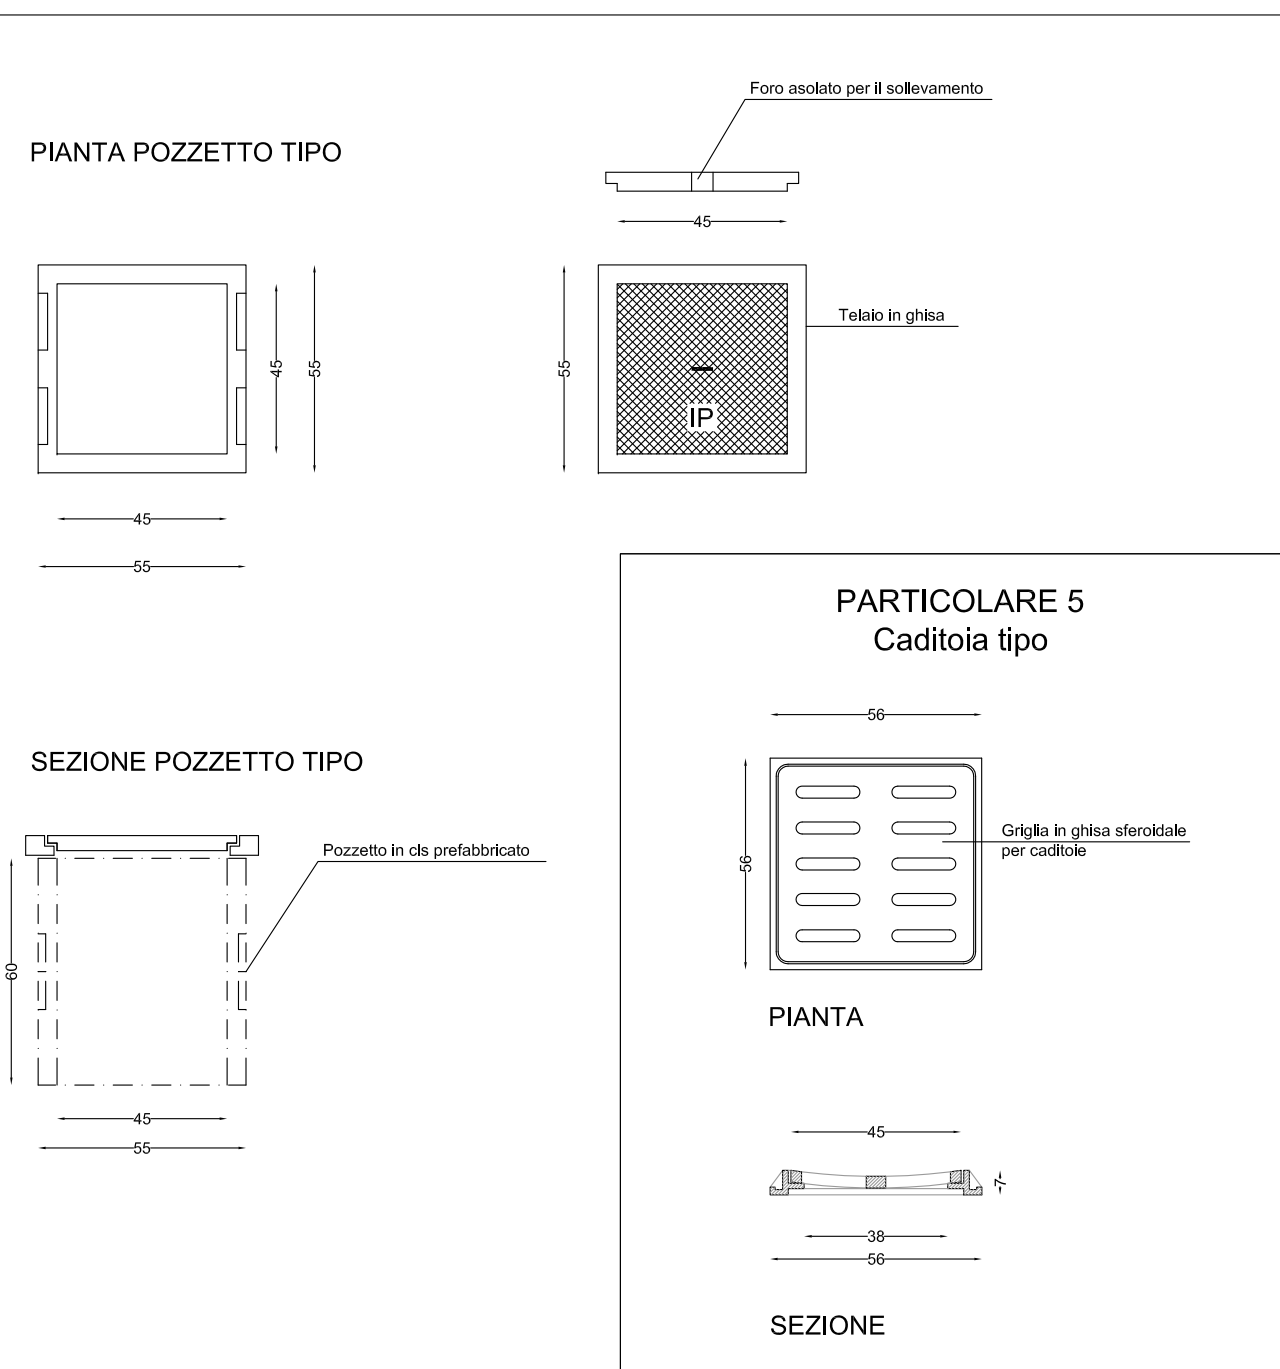 Foro asolato per il sollevamento
PIANTA POZZETTO TIPO
45
45
55
55
Telaio in ghisa
IP
45
55
PARTICOLARE 5
Caditoia tipo
56
SEZIONE POZZETTO TIPO
Pozzetto in cls prefabbricato
56
Griglia in ghisa sferoidale
per caditoie
60
PIANTA
45
55
45
7
38
56
SEZIONE